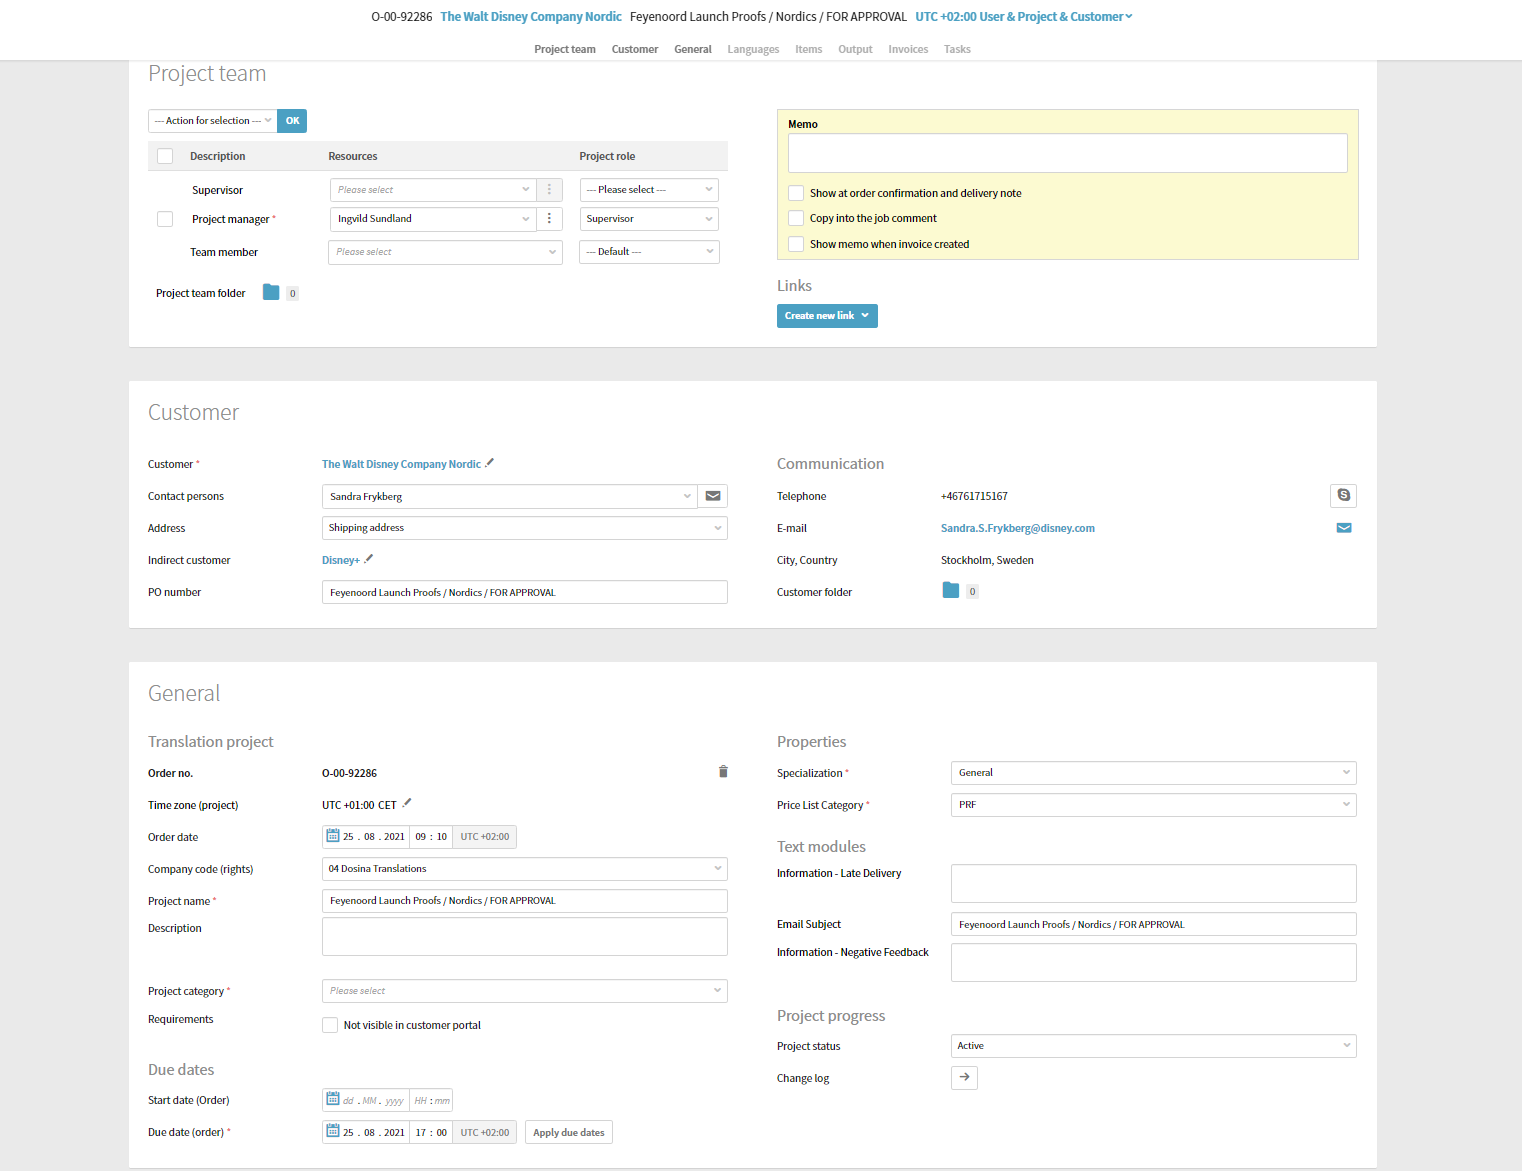 O-00-92286 The Walt Disney Company Nordic Feyenoord Launch Proofs / Nordics / FOR APPROVAL UTC +02:00 User & Project & Customer
Project team Customer General Languages Items Output Invoices Tasks
Project team
--- Action for selection --- OK
Description Resources Project role
Supervisor Please select --- Please select ---
Project manager * Ingvild Sundland Supervisor
Team member Please select --- Default ---
Project team folder 0
Memo
Show at order confirmation and delivery note
Copy into the job comment
Show memo when invoice created
Links
Create new link
Customer
Customer * The Walt Disney Company Nordic
Contact persons Sandra Frykberg
Address Shipping address
Indirect customer Disney+
PO number Feyenoord Launch Proofs / Nordics / FOR APPROVAL
Communication
Telephone +46761715167
E-mail Sandra.S.Frykberg@disney.com
City, Country Stockholm, Sweden
Customer folder 0
General
Translation project
Order no. O-00-92286
Time zone (project) UTC +01:00 CET
Order date 25 . 08 . 2021 09 : 10 UTC +02:00
Company code (rights) 04 Dosina Translations
Project name * Feyenoord Launch Proofs / Nordics / FOR APPROVAL
Description
Project category * Please select
Requirements Not visible in customer portal
Due dates
Start date (Order) dd . MM . yyyy HH : mm
Due date (order) * 25 . 08 . 2021 17 : 00 UTC +02:00 Apply due dates
Properties
Specialization * General
Price List Category * PRF
Text modules
Information - Late Delivery
Email Subject Feyenoord Launch Proofs / Nordics / FOR APPROVAL
Information - Negative Feedback
Project progress
Project status Active
Change log